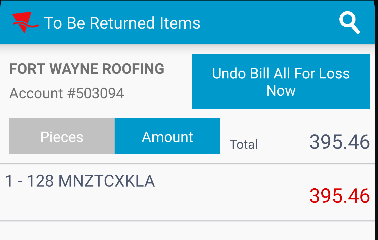 To Be Returned Items
FORT WAYNE ROOFING
Account #503094
Undo Bill All For Loss
Now
Pieces
Amount
Total
395.46
1 - 128 MNZTCXKLA
395.46